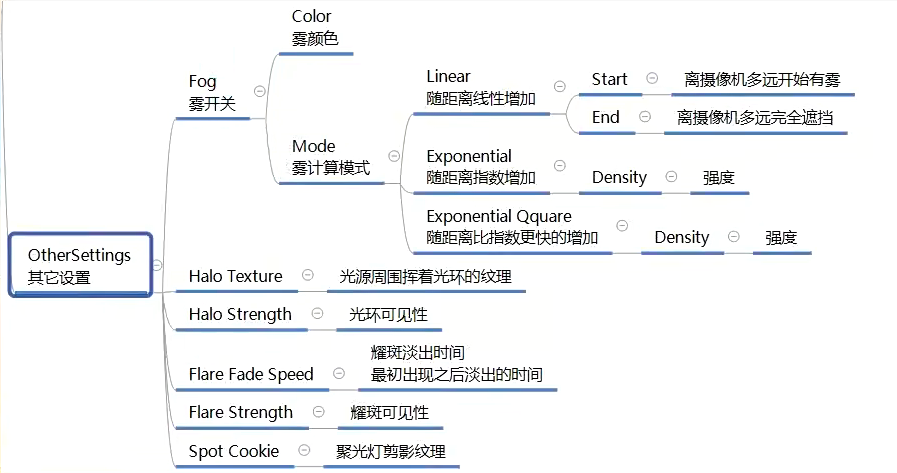 OtherSettings
其它设置
Fog
雾开关
Color
雾颜色
Mode
雾计算模式
Linear
随距离线性增加
Start
离摄像机多远开始有雾
End
离摄像机多远完全遮挡
Exponential
随距离指数增加
Density
强度
Exponential Qquare
随距离比指数更快的增加
Density
强度
Halo Texture
光源周围挥着光环的纹理
Halo Strength
光环可见性
Flare Fade Speed
耀斑淡出时间
最初出现之后淡出的时间
Flare Strength
耀斑可见性
Spot Cookie
聚光灯剪影纹理